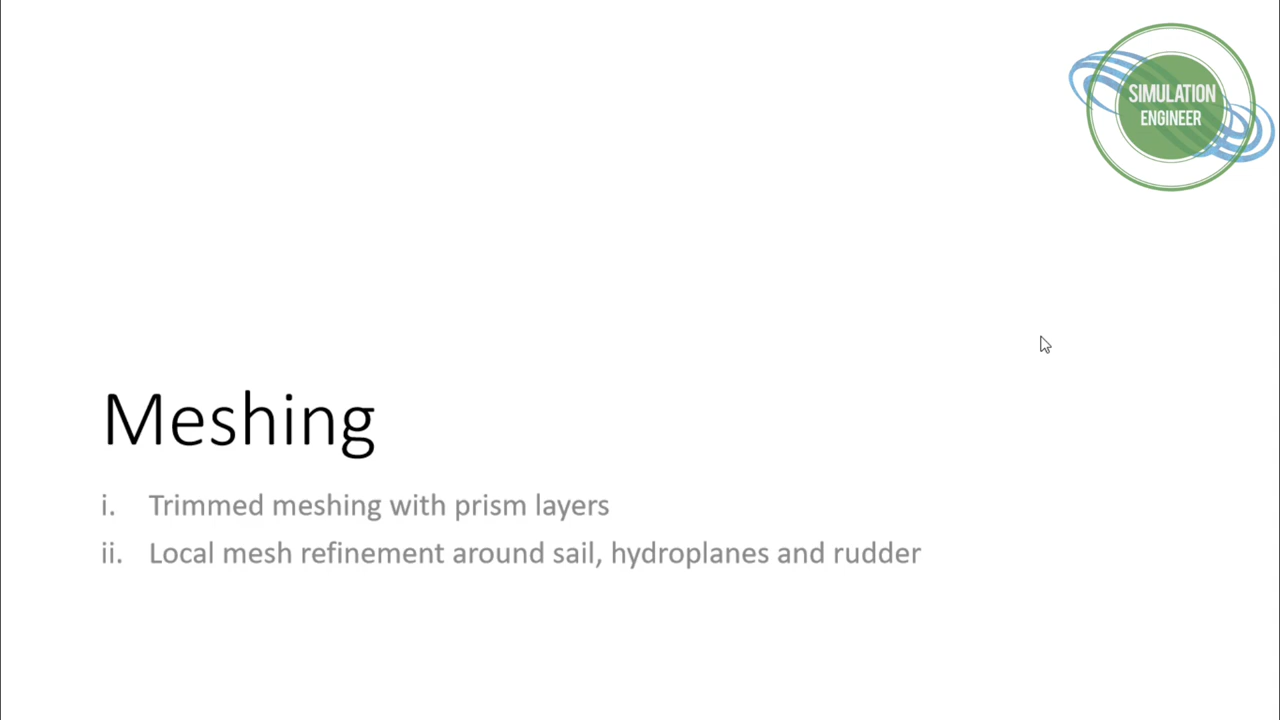 SIMULATION
ENGINEER
Meshing
i. Trimmed meshing with prism layers
ii. Local mesh refinement around sail, hydroplanes and rudder